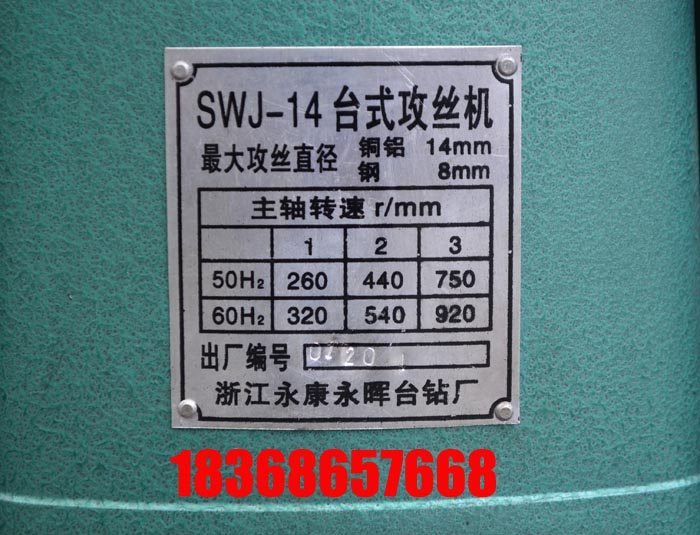 SWJ-14台式攻丝机
最大攻丝直径 铜铝 14mm
钢 8mm
主轴转速 r/mm
1 2 3
50H₂ 260 440 750
60H₂ 320 540 920
出厂编号
浙江永康永晖台钻厂
18368657668